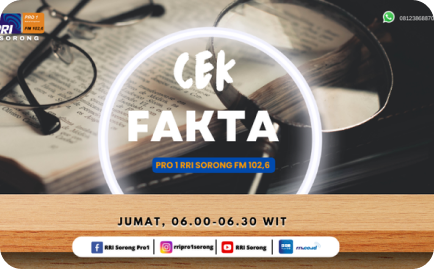 PRO 1
RRI
FM 102,6
SORONG
CEK
FAKTA
PRO 1 RRI SORONG FM 102,6
JUMAT, 06.00-06.30 WIT
RRI Sorong Pro1
rripro1sorong
RRI Sorong